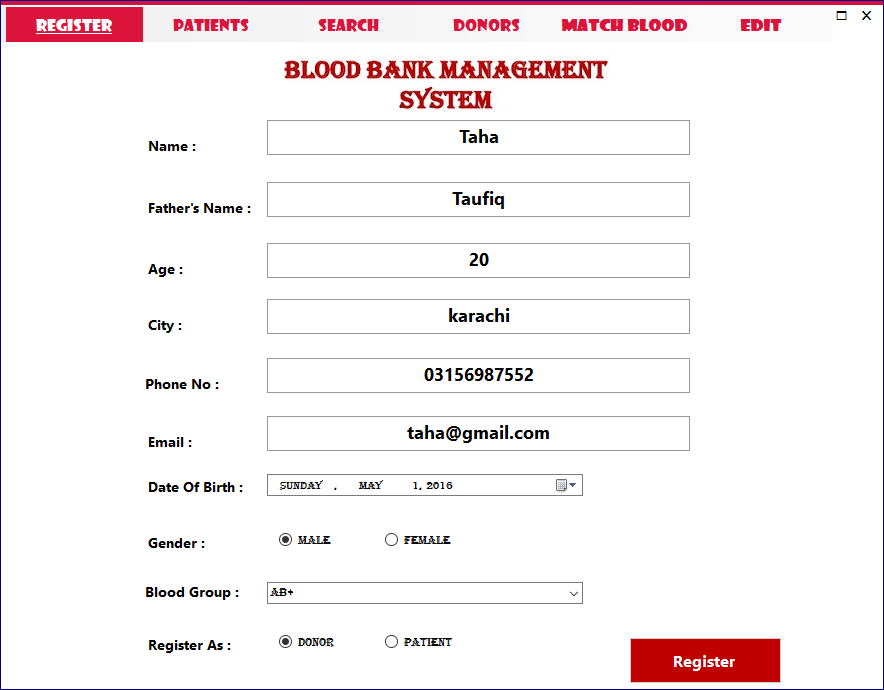 REGISTER PATIENTS SEARCH DONORS MATCH BLOOD EDIT
BLOOD BANK MANAGEMENT
SYSTEM
Name : Taha
Father's Name : Taufiq
Age : 20
City : karachi
Phone No : 03156987552
Email : taha@gmail.com
Date Of Birth : SUNDAY , MAY 1, 2016
Gender : MALE FEMALE
Blood Group : AB+
Register As : DONOR PATIENT
Register